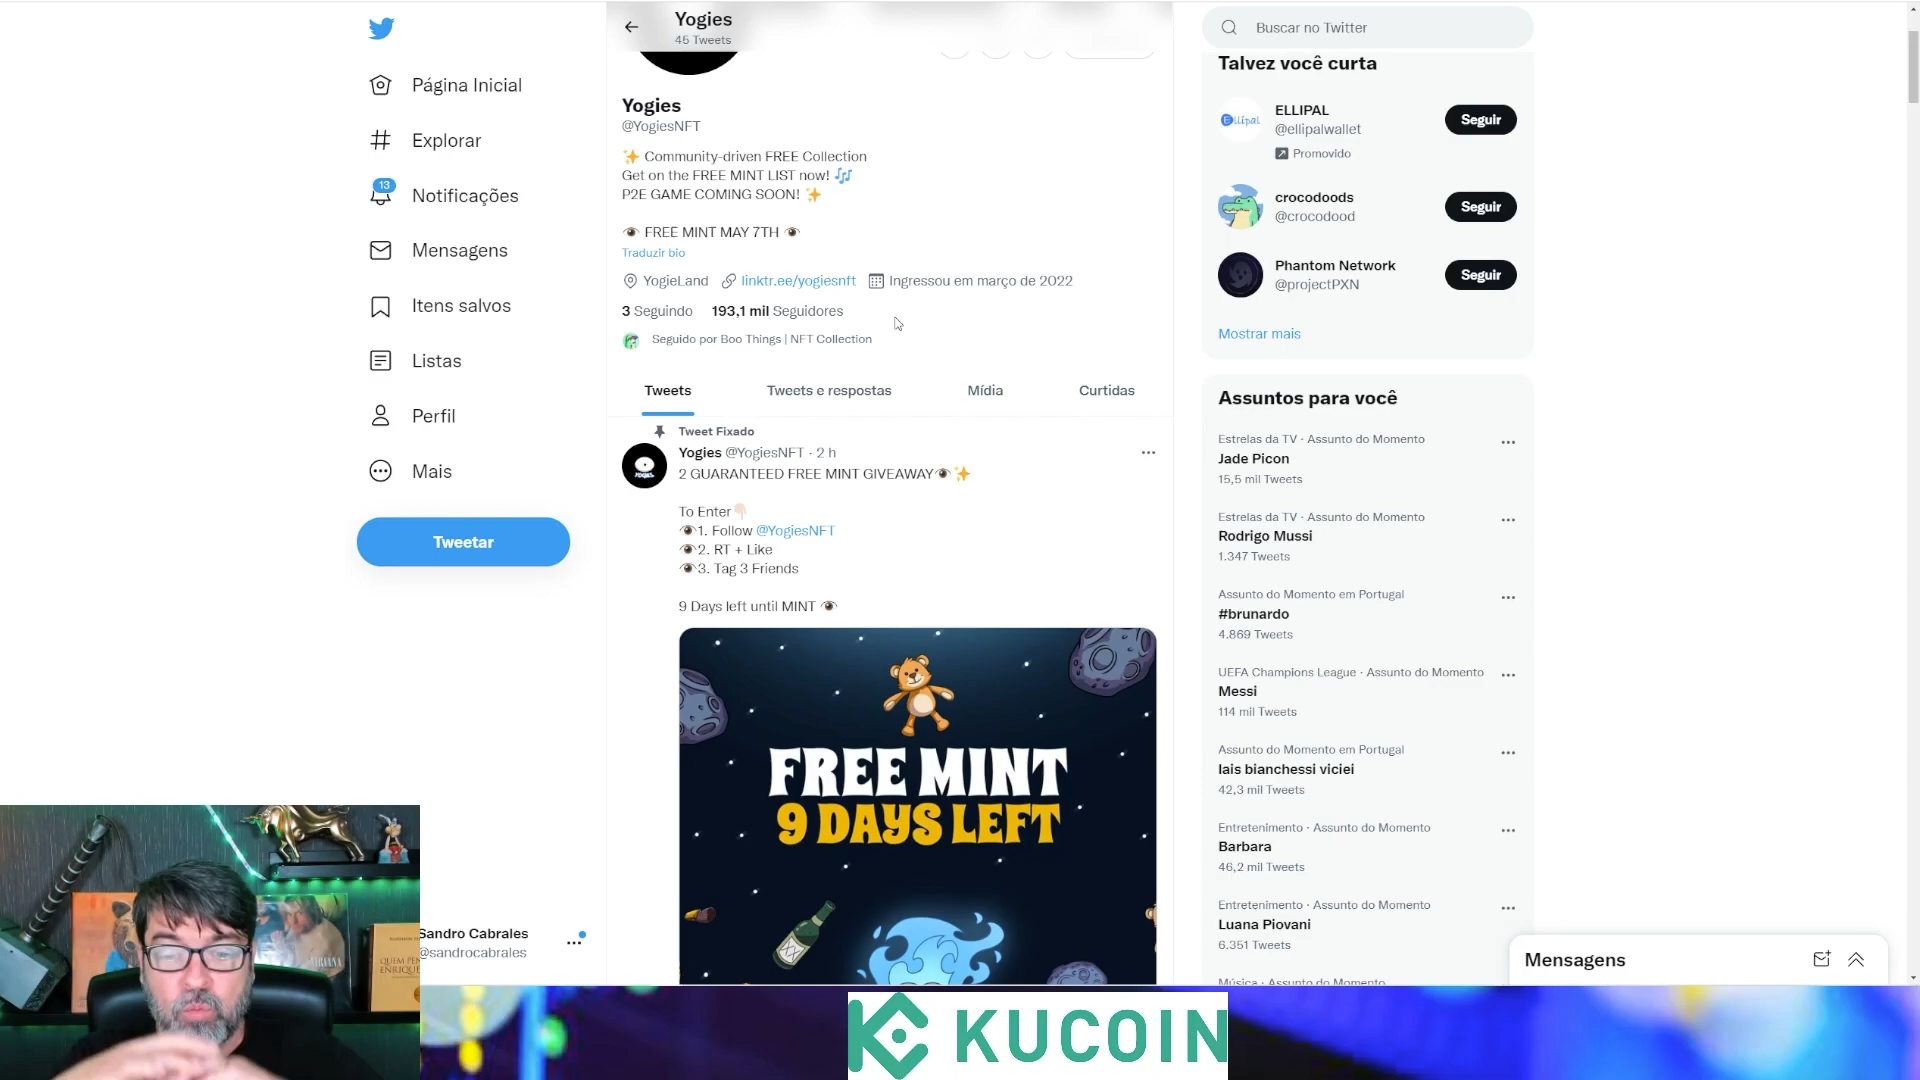 Página Inicial
Explorar
13
Notificações
Mensagens
Itens salvos
Listas
Perfil
Mais
Tweetar
Sandro Cabrales
@sandrocabrales
Yogies
45 Tweets
Yogies
@YogiesNFT
✨ Community-driven FREE Collection
Get on the FREE MINT LIST now! 🎶
P2E GAME COMING SOON! ✨
👁 FREE MINT MAY 7TH 👁
Traduzir bio
YogieLand linktr.ee/yogiesnft Ingressou em março de 2022
3 Seguindo 193,1 mil Seguidores
Seguido por Boo Things | NFT Collection
Tweets Tweets e respostas Mídia Curtidas
Tweet Fixado
Yogies @YogiesNFT · 2 h
2 GUARANTEED FREE MINT GIVEAWAY👁✨
To Enter👇🏻
👁1. Follow @YogiesNFT
👁2. RT + Like
👁3. Tag 3 Friends
9 Days left until MINT 👁
FREE MINT
9 DAYS LEFT
Buscar no Twitter
Talvez você curta
Ellipal
ELLIPAL
@ellipalwallet
Promovido
Seguir
crocodoods
@crocodood
Seguir
Phantom Network
@projectPXN
Seguir
Mostrar mais
Assuntos para você
Estrelas da TV · Assunto do Momento
Jade Picon
15,5 mil Tweets
Estrelas da TV · Assunto do Momento
Rodrigo Mussi
1.347 Tweets
Assunto do Momento em Portugal
#brunardo
4.869 Tweets
UEFA Champions League · Assunto do Momento
Messi
114 mil Tweets
Assunto do Momento em Portugal
lais bianchessi viciei
42,3 mil Tweets
Entretenimento · Assunto do Momento
Barbara
46,2 mil Tweets
Entretenimento · Assunto do Momento
Luana Piovani
6.351 Tweets
Música · Assunto do Momento
Mensagens
NIRVANA
QUEM PEN
ENRIQUE
KUCOIN